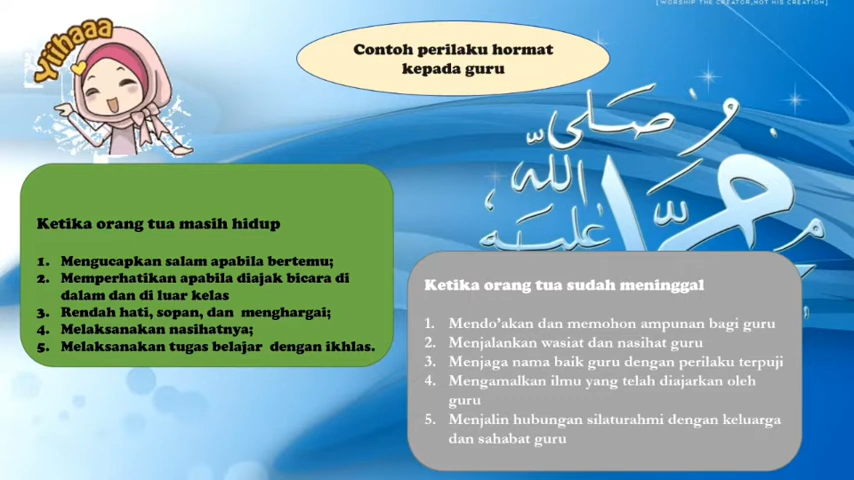 [WORSHIP THE CREATOR, NOT HIS CREATION]
Yiihaaa
Contoh perilaku hormat
kepada guru
صلى
الله
عليه
محمد
Ketika orang tua masih hidup
1. Mengucapkan salam apabila bertemu;
2. Memperhatikan apabila diajak bicara di
dalam dan di luar kelas
3. Rendah hati, sopan, dan menghargai;
4. Melaksanakan nasihatnya;
5. Melaksanakan tugas belajar dengan ikhlas.
Ketika orang tua sudah meninggal
1. Mendo’akan dan memohon ampunan bagi guru
2. Menjalankan wasiat dan nasihat guru
3. Menjaga nama baik guru dengan perilaku terpuji
4. Mengamalkan ilmu yang telah diajarkan oleh
guru
5. Menjalin hubungan silaturahmi dengan keluarga
dan sahabat guru